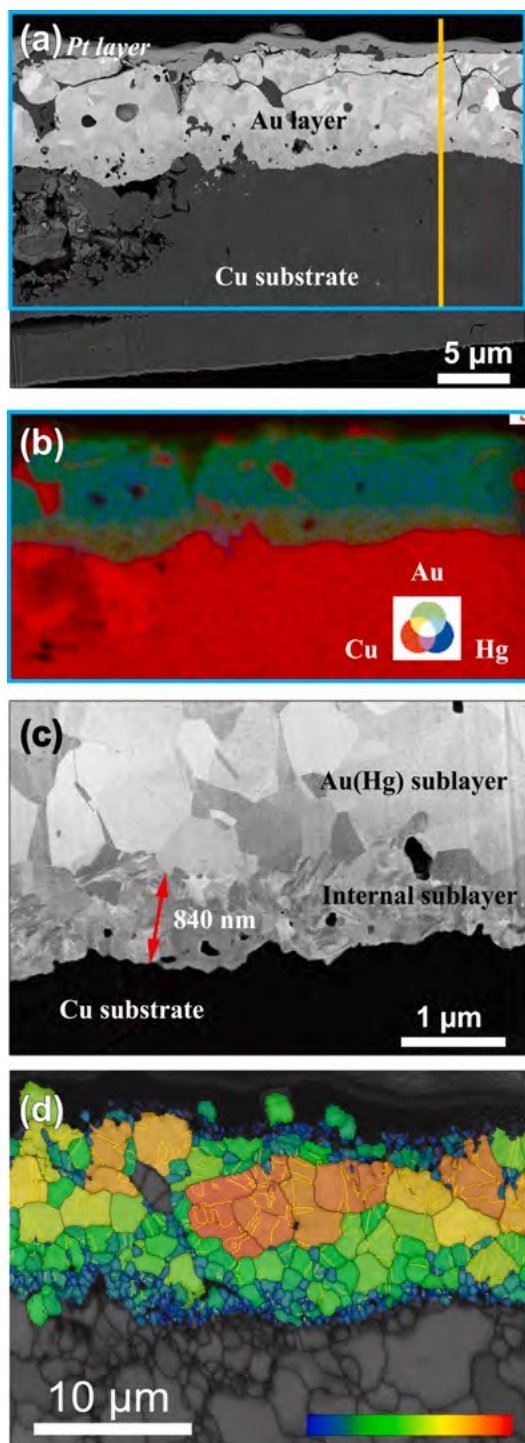 (a) Pt layer
Au layer
Cu substrate
5 μm
(b)
Au
Cu Hg
(c)
Au(Hg) sublayer
Internal sublayer
840 nm
Cu substrate
1 μm
(d)
10 μm